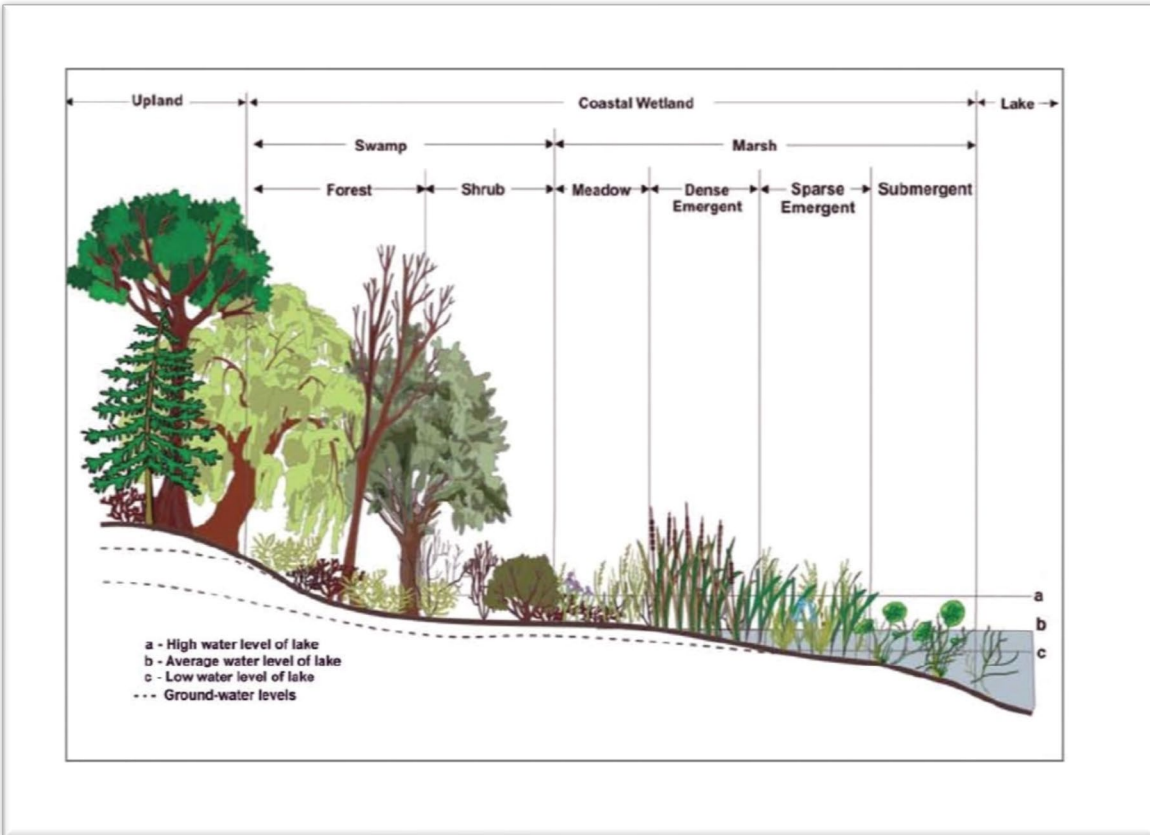 Upland
Coastal Wetland
Lake
Swamp
Marsh
Forest
Shrub
Meadow
Dense
Emergent
Sparse
Emergent
Submergent
a
b
c
a - High water level of lake
b - Average water level of lake
c - Low water level of lake
--- Ground-water levels